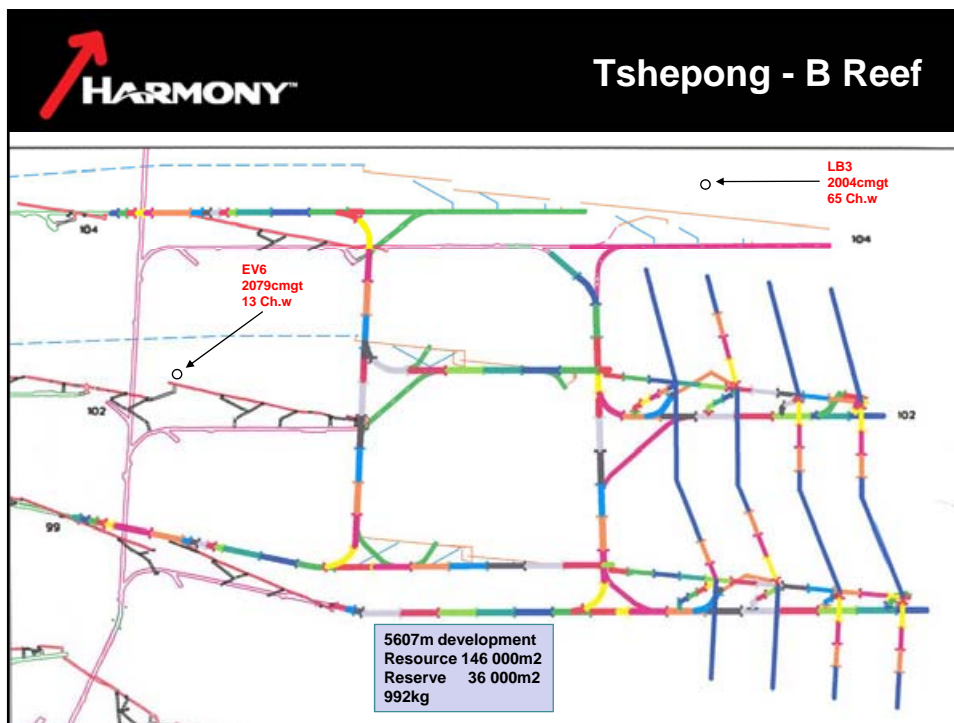 HARMONY™
Tshepong - B Reef
LB3
2004cmgt
65 Ch.w
104
104
EV6
2079cmgt
13 Ch.w
102
102
99
5607m development
Resource 146 000m2
Reserve 36 000m2
992kg